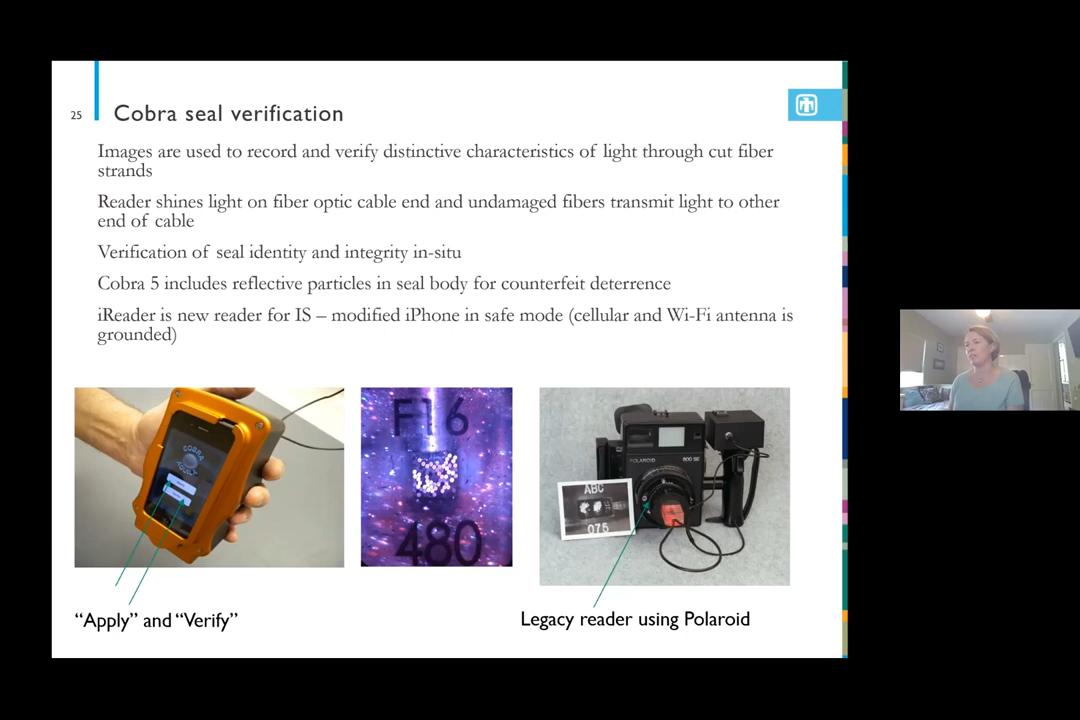 25
Cobra seal verification
Images are used to record and verify distinctive characteristics of light through cut fiber
strands
Reader shines light on fiber optic cable end and undamaged fibers transmit light to other
end of cable
Verification of seal identity and integrity in-situ
Cobra 5 includes reflective particles in seal body for counterfeit deterrence
iReader is new reader for IS – modified iPhone in safe mode (cellular and Wi-Fi antenna is
grounded)
COBRA
F16
480
POLAROID
600 SE
ABC
075
“Apply” and “Verify”
Legacy reader using Polaroid